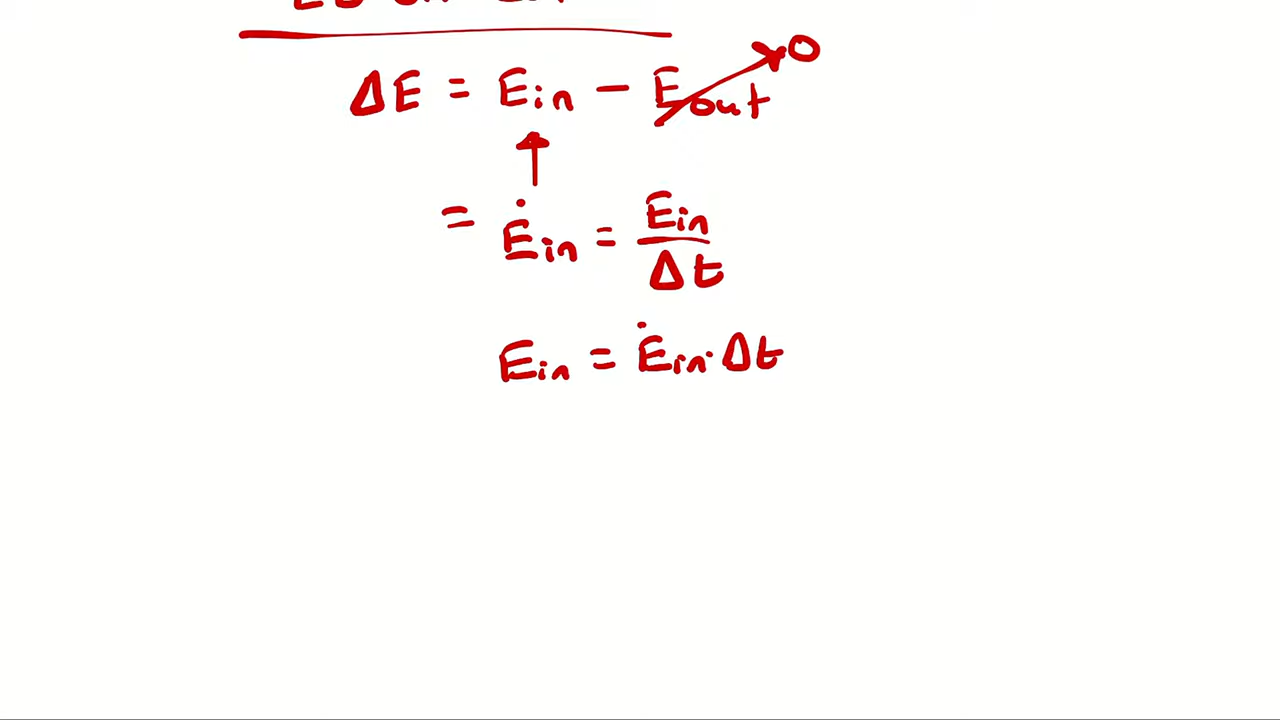 ΔE = Ein - Eout → 0
= Ėin = Ein / Δt
Ein = Ėin · Δt